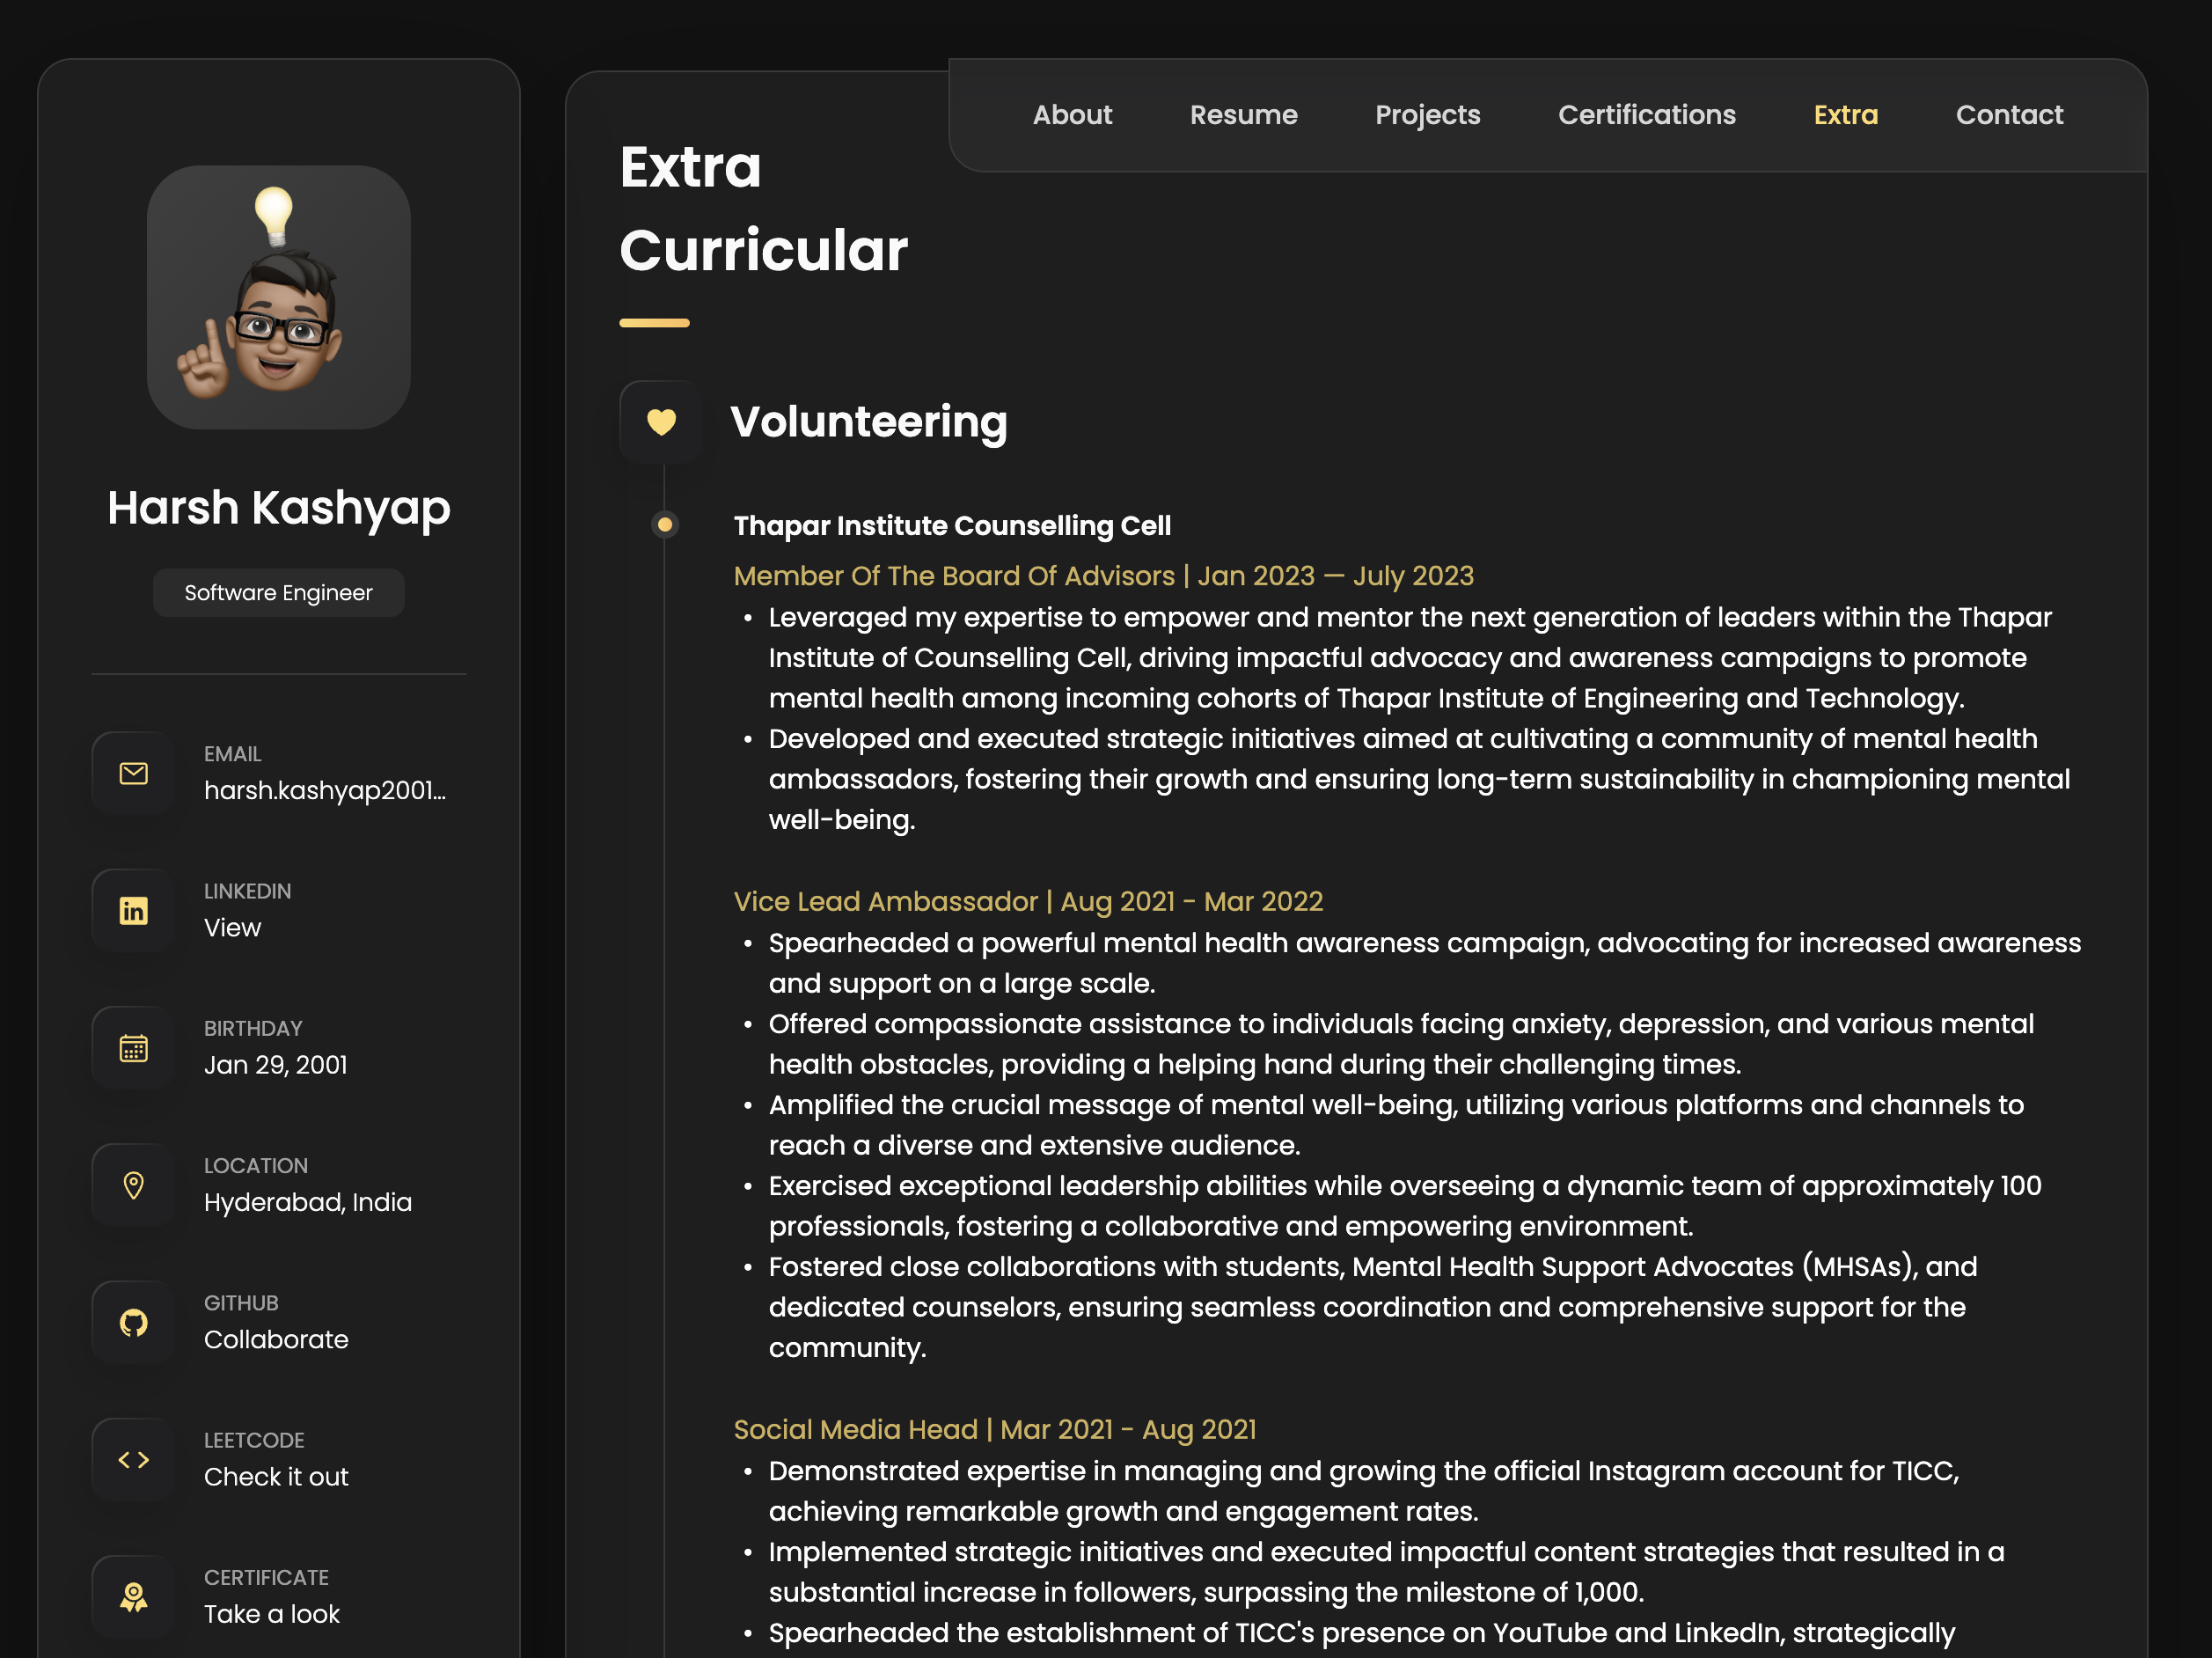 About
Resume
Projects
Certifications
Extra
Contact
Harsh Kashyap
Software Engineer
EMAIL
harsh.kashyap2001...
LINKEDIN
View
BIRTHDAY
Jan 29, 2001
LOCATION
Hyderabad, India
GITHUB
Collaborate
LEETCODE
Check it out
CERTIFICATE
Take a look
Extra
Curricular
Volunteering
Thapar Institute Counselling Cell
Member Of The Board Of Advisors | Jan 2023 — July 2023
• Leveraged my expertise to empower and mentor the next generation of leaders within the Thapar
Institute of Counselling Cell, driving impactful advocacy and awareness campaigns to promote
mental health among incoming cohorts of Thapar Institute of Engineering and Technology.
• Developed and executed strategic initiatives aimed at cultivating a community of mental health
ambassadors, fostering their growth and ensuring long-term sustainability in championing mental
well-being.
Vice Lead Ambassador | Aug 2021 - Mar 2022
• Spearheaded a powerful mental health awareness campaign, advocating for increased awareness
and support on a large scale.
• Offered compassionate assistance to individuals facing anxiety, depression, and various mental
health obstacles, providing a helping hand during their challenging times.
• Amplified the crucial message of mental well-being, utilizing various platforms and channels to
reach a diverse and extensive audience.
• Exercised exceptional leadership abilities while overseeing a dynamic team of approximately 100
professionals, fostering a collaborative and empowering environment.
• Fostered close collaborations with students, Mental Health Support Advocates (MHSAs), and
dedicated counselors, ensuring seamless coordination and comprehensive support for the
community.
Social Media Head | Mar 2021 - Aug 2021
• Demonstrated expertise in managing and growing the official Instagram account for TICC,
achieving remarkable growth and engagement rates.
• Implemented strategic initiatives and executed impactful content strategies that resulted in a
substantial increase in followers, surpassing the milestone of 1,000.
• Spearheaded the establishment of TICC's presence on YouTube and LinkedIn, strategically